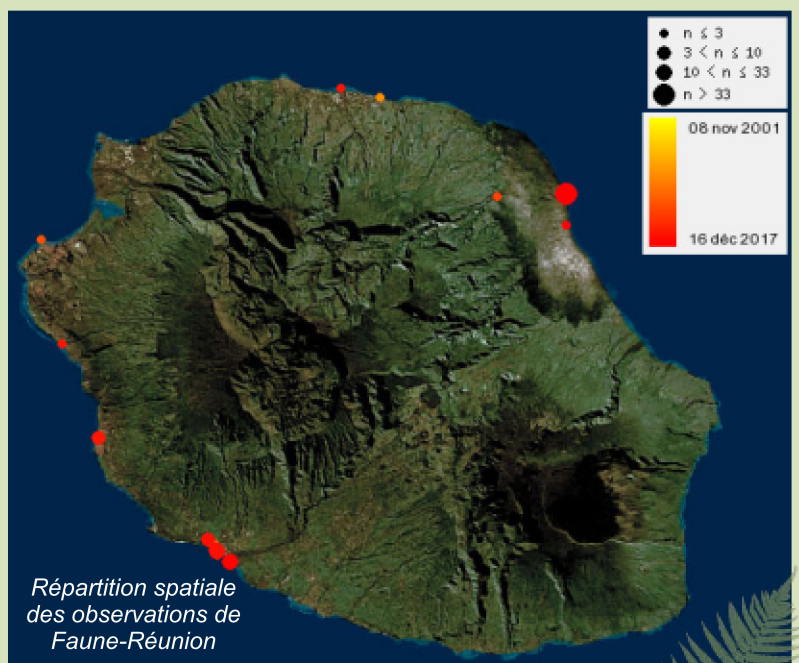 n ≤ 3
3 < n ≤ 10
10 < n ≤ 33
n > 33
08 nov 2001
16 déc 2017
Répartition spatiale
des observations de
Faune-Réunion